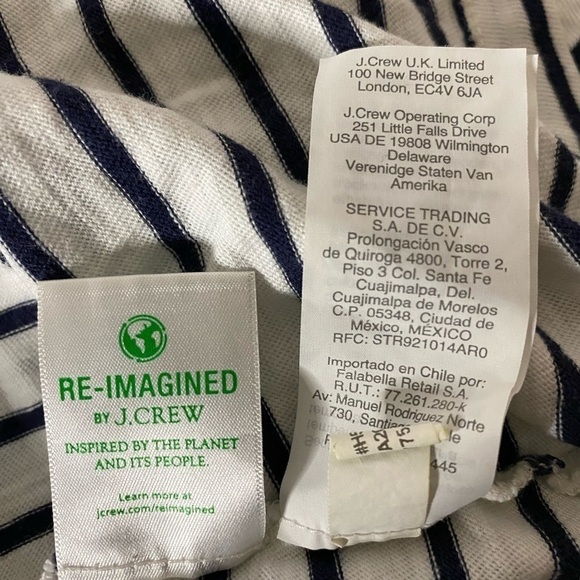 RE-IMAGINED
BY J.CREW
INSPIRED BY THE PLANET
AND ITS PEOPLE.
Learn more at
jcrew.com/reimagined
J.Crew U.K. Limited
100 New Bridge Street
London, EC4V 6JA
J.Crew Operating Corp
251 Little Falls Drive
USA DE 19808 Wilmington
Delaware
Verenidge Staten Van
Amerika
SERVICE TRADING
S.A. DE C.V.
Prolongación Vasco
de Quiroga 4800, Torre 2,
Piso 3 Col. Santa Fe
Cuajimalpa, Del.
Cuajimalpa de Morelos
C.P. 05348, Ciudad de
México, MÉXICO
RFC: STR921014AR0
Importado en Chile por:
Falabella Retail S.A.
R.U.T.: 77.261.280-k
Av: Manuel Rodriguez Norte
730,
445